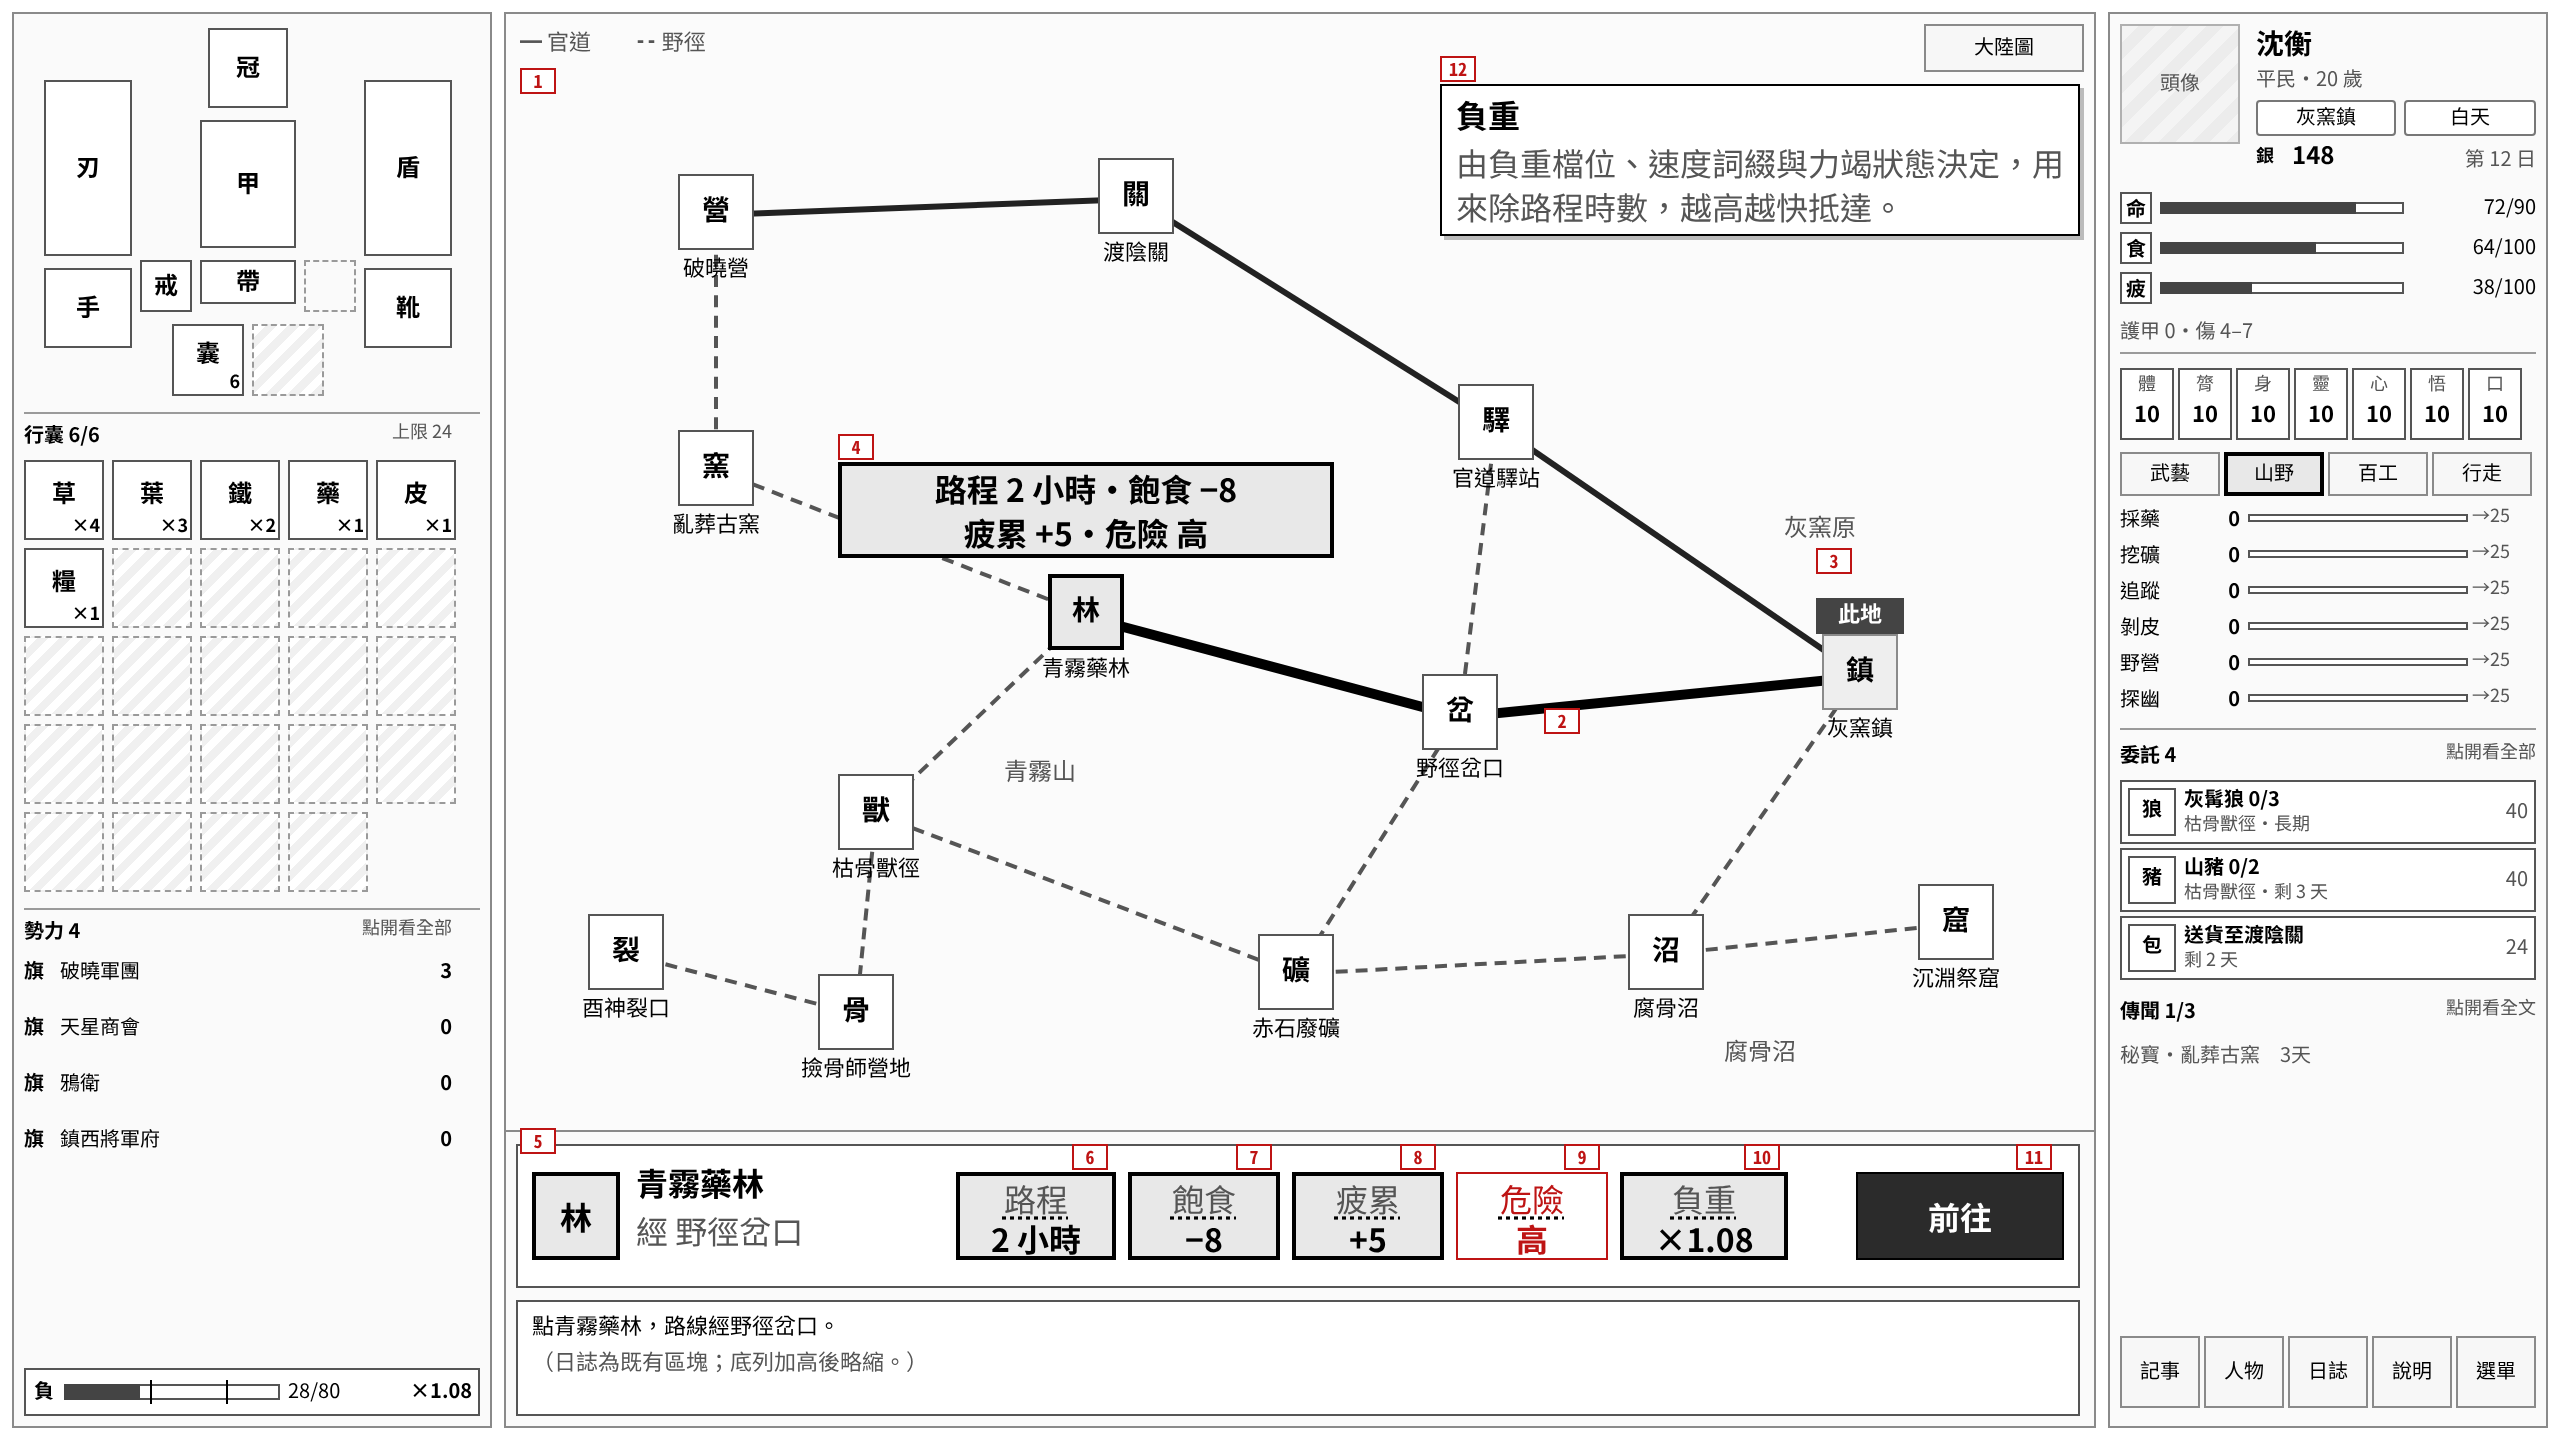 冠
刃
甲
盾
手
戒
帶
靴
囊
6
行囊 6/6
上限 24
草
×4
葉
×3
鐵
×2
藥
×1
皮
×1
糧
×1
勢力 4
點開看全部
旗 破曉軍團 3
旗 天星商會 0
旗 鴉衛 0
旗 鎮西將軍府 0
負 28/80 ×1.08
官道
野徑
大陸圖
1
12
負重
由負重檔位、速度詞綴與力竭狀態決定，用
來除路程時數，越高越快抵達。
營
破曉營
關
渡陰關
驛
官道驛站
窯
亂葬古窯
4
路程 2 小時・飽食 −8
疲累 +5・危險 高
灰窯原
3
此地
鎮
灰窯鎮
林
青霧藥林
岔
野徑岔口
2
青霧山
獸
枯骨獸徑
裂
酉神裂口
骨
撿骨師營地
礦
赤石廢礦
沼
腐骨沼
窟
沉淵祭窟
腐骨沼
5
林
青霧藥林
經 野徑岔口
6
路程
2 小時
7
飽食
−8
8
疲累
+5
9
危險
高
10
負重
×1.08
11
前往
點青霧藥林，路線經野徑岔口。
（日誌為既有區塊；底列加高後略縮。）
頭像
沈衡
平民・20 歲
灰窯鎮
白天
銀 148
第 12 日
命 72/90
食 64/100
疲 38/100
護甲 0・傷 4–7
體
10
膂
10
身
10
靈
10
心
10
悟
10
口
10
武藝
山野
百工
行走
採藥 0 →25
挖礦 0 →25
追蹤 0 →25
剝皮 0 →25
野營 0 →25
探幽 0 →25
委託 4
點開看全部
狼
灰髯狼 0/3
枯骨獸徑・長期
40
豬
山豬 0/2
枯骨獸徑・剩 3 天
40
包
送貨至渡陰關
剩 2 天
24
傳聞 1/3
點開看全文
秘寶・亂葬古窯 3天
記事
人物
日誌
說明
選單